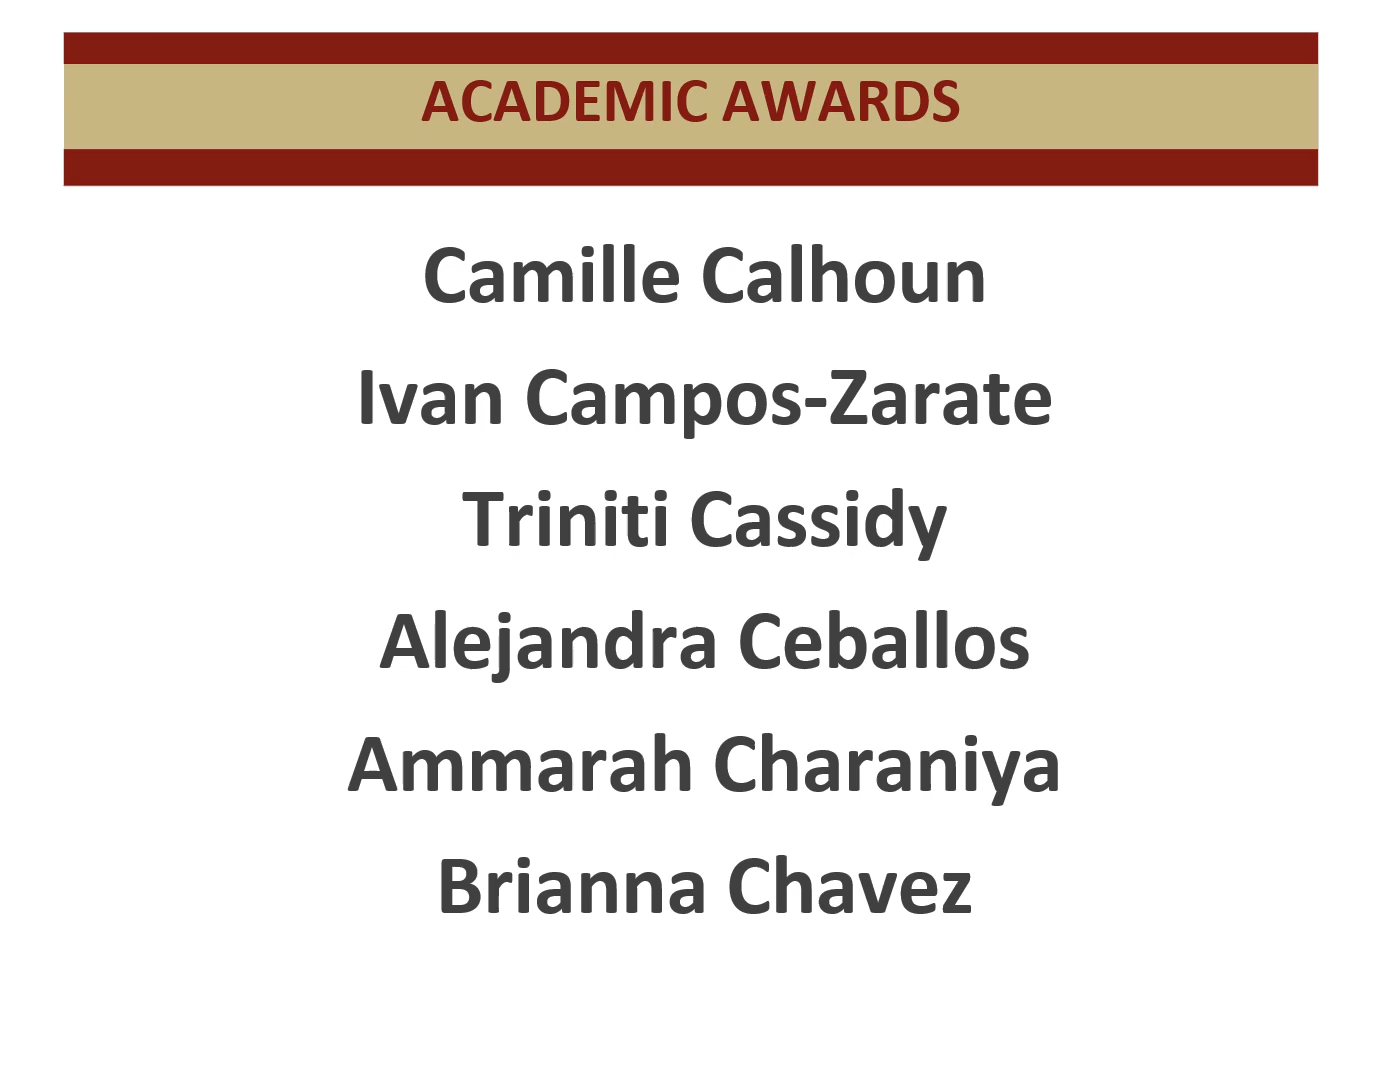 ACADEMIC AWARDS
Camille Calhoun
Ivan Campos-Zarate
Triniti Cassidy
Alejandra Ceballos
Ammarah Charaniya
Brianna Chavez